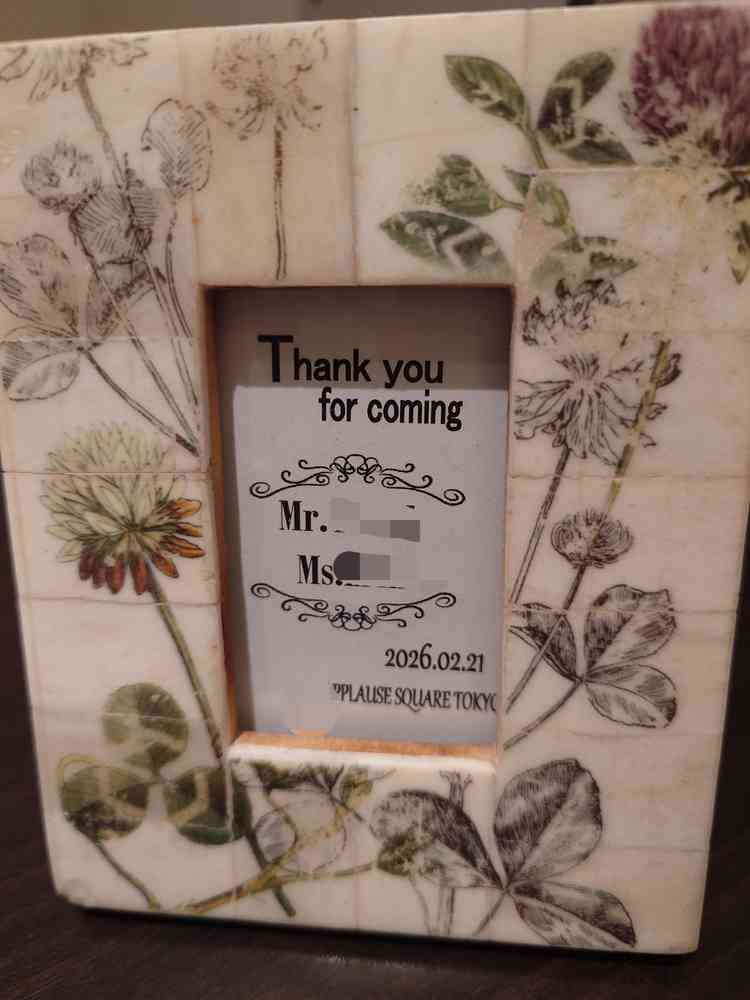 Thank you
for coming
Mr.
Ms.
2026.02.21
PPLAUSE SQUARE TOKYO